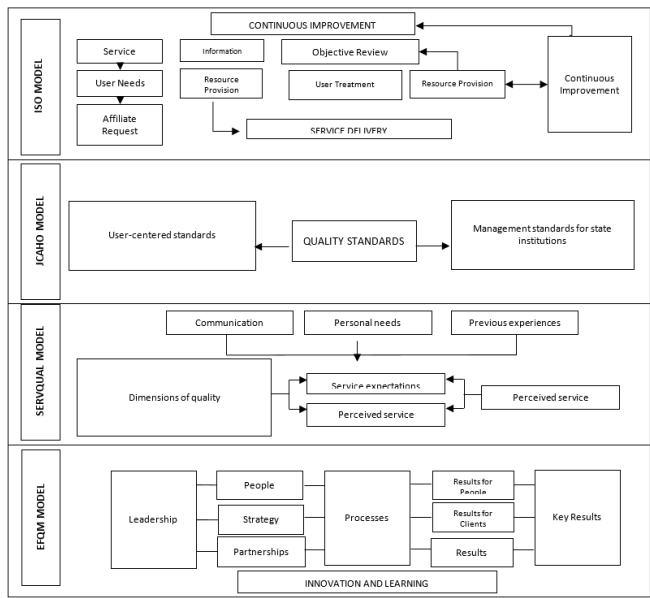 ISO MODEL
CONTINUOUS IMPROVEMENT
Service
Information
Objective Review
User Needs
Resource
Provision
User Treatment
Resource Provision
Continuous
Improvement
Affiliate
Request
SERVICE DELIVERY
JCAHO MODEL
User-centered standards
QUALITY STANDARDS
Management standards for state
institutions
SERVQUAL MODEL
Communication
Personal needs
Previous experiences
Dimensions of quality
Service expectations
Perceived service
Perceived service
EFQM MODEL
Leadership
People
Strategy
Partnerships
Processes
Results for
People
Results for
Clients
Results
Key Results
INNOVATION AND LEARNING